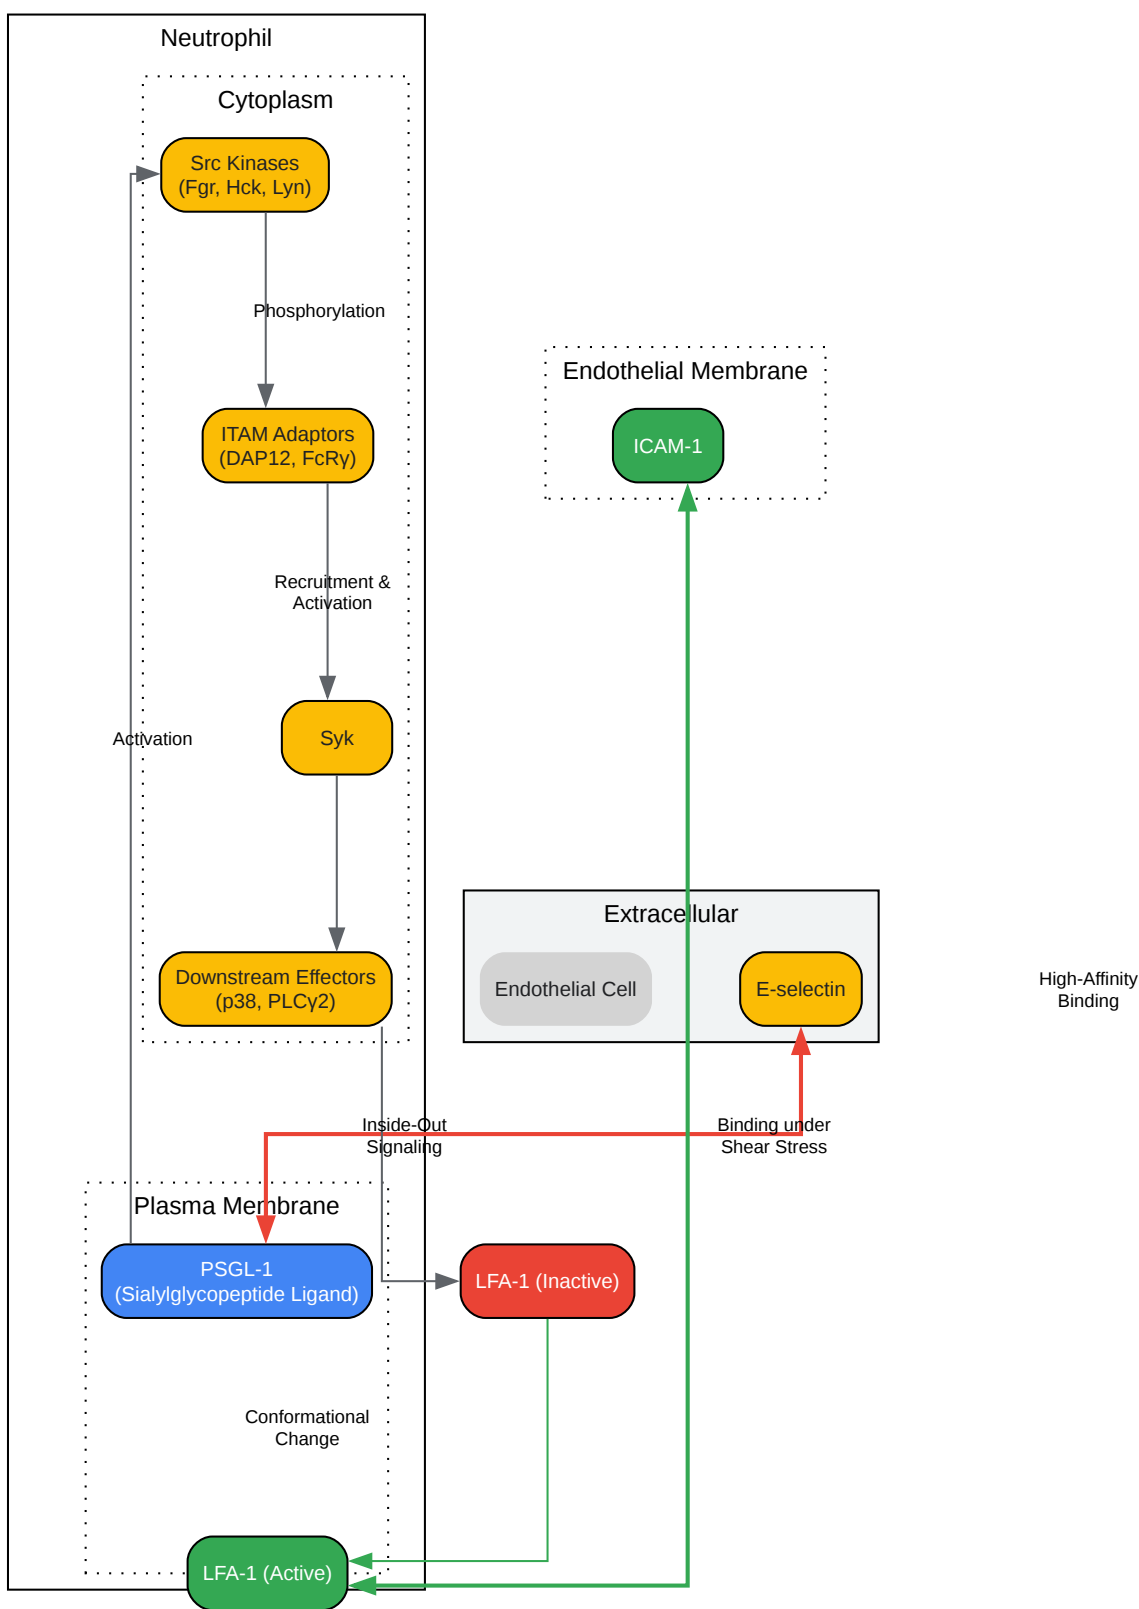 Neutrophil
Cytoplasm
Src Kinases
(Fgr, Hck, Lyn)
Phosphorylation
Endothelial Membrane
ITAM Adaptors
(DAP12, FcRγ)
ICAM-1
Recruitment &
Activation
Syk
Activation
Extracellular
Downstream Effectors
(p38, PLCγ2)
Endothelial Cell
E-selectin
High-Affinity
Binding
Inside-Out
Signaling
Binding under
Shear Stress
Plasma Membrane
PSGL-1
(Sialylglycopeptide Ligand)
LFA-1 (Inactive)
Conformational
Change
LFA-1 (Active)